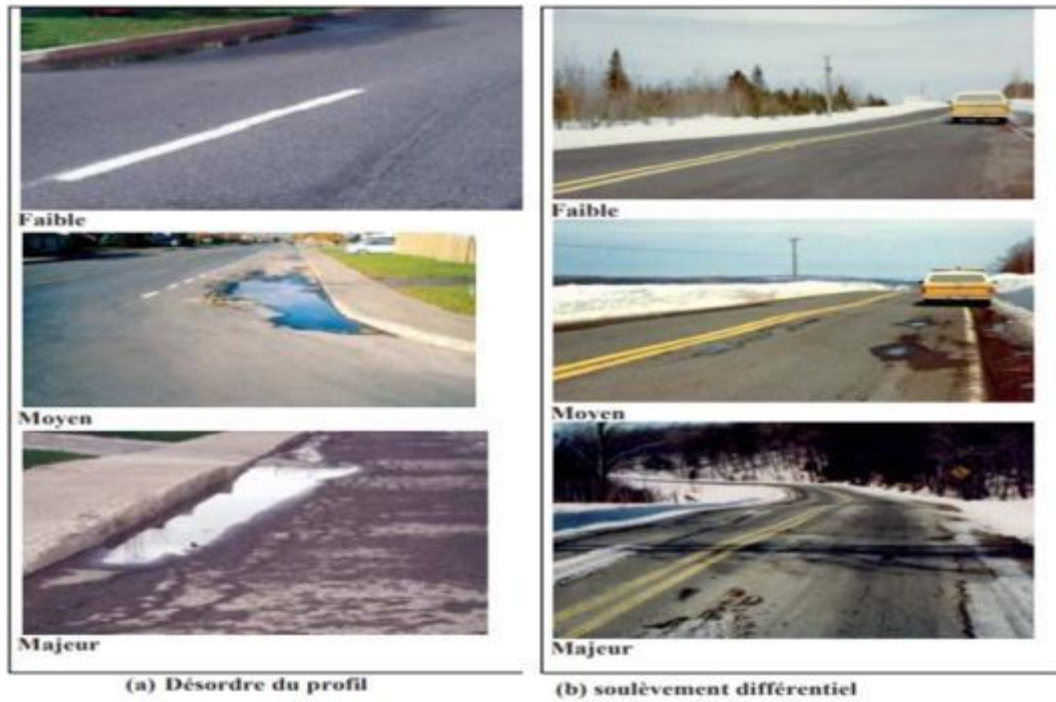 Faible
Moyen
Majeur
(a) Désordre du profil
Faible
Moyen
Majeur
(b) soulèvement différentiel